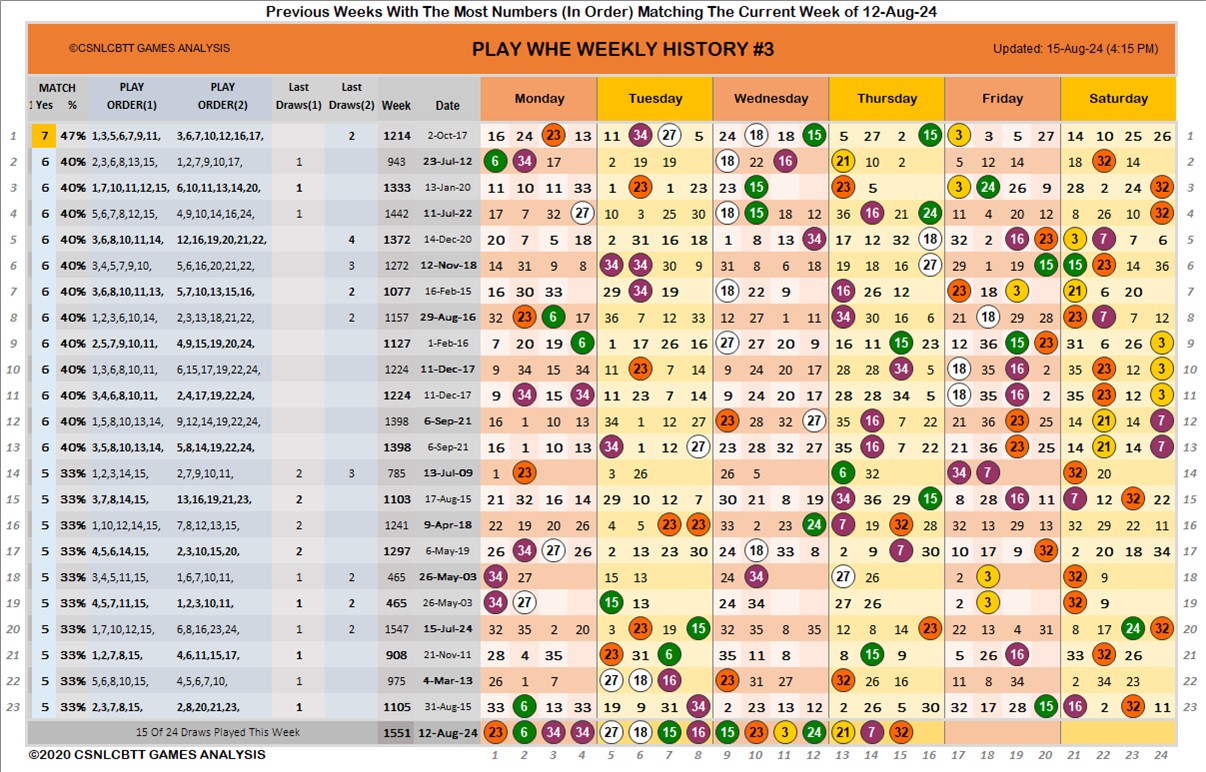 Previous Weeks With The Most Numbers (In Order) Matching The Current Week of 12-Aug-24
©CSNLCBTT GAMES ANALYSIS PLAY WHE WEEKLY HISTORY #3 Updated: 15-Aug-24 (4:15 PM)
MATCH PLAY PLAY Last Last
1 Yes % ORDER(1) ORDER(2) Draws(1) Draws(2) Week Date Monday Tuesday Wednesday Thursday Friday Saturday
1 7 47% 1,3,5,6,7,9,11, 3,6,7,10,12,16,17, 2 1214 2-Oct-17 16 24 23 13 11 34 27 5 24 18 18 15 5 27 2 15 3 3 5 27 14 10 25 26 1
2 6 40% 2,3,6,8,13,15, 1,2,7,9,10,17, 1 943 23-Jul-12 6 34 17 2 19 19 18 22 16 21 10 2 5 12 14 18 32 14 2
3 6 40% 1,7,10,11,12,15, 6,10,11,13,14,20, 1 1333 13-Jan-20 11 10 11 33 1 23 1 23 23 15 23 5 3 24 26 9 28 2 24 32 3
4 6 40% 5,6,7,8,12,15, 4,9,10,14,16,24, 1 1442 11-Jul-22 17 7 32 27 10 3 25 30 18 15 18 12 36 16 21 24 11 4 20 12 8 26 10 32 4
5 6 40% 3,6,8,10,11,14, 12,16,19,20,21,22, 4 1372 14-Dec-20 20 7 5 18 2 31 16 18 1 8 13 34 17 12 32 18 32 2 16 23 3 7 7 6 5
6 6 40% 3,4,5,7,9,10, 5,6,16,20,21,22, 1272 12-Nov-18 14 31 9 8 34 34 30 9 31 8 6 18 19 18 16 27 29 1 19 15 15 23 14 36 6
7 6 40% 3,6,8,10,11,13, 5,7,10,13,15,16, 1077 16-Feb-15 16 30 33 29 34 19 18 22 9 16 26 12 23 18 3 21 6 20 7
8 6 40% 1,2,3,6,10,14, 2,3,13,18,21,22, 2 1157 29-Aug-16 32 23 6 17 36 7 12 33 12 27 1 11 34 30 16 6 21 18 29 28 23 7 7 12 8
9 6 40% 2,5,7,9,10,11, 4,9,15,19,20,24, 1127 1-Feb-16 7 20 19 6 1 17 26 16 27 27 20 9 16 11 15 23 12 36 15 23 31 6 26 3 9
10 6 40% 1,3,6,8,10,11, 6,15,17,19,22,24, 1224 11-Dec-17 9 34 15 34 11 23 7 14 9 24 20 17 28 28 34 5 18 35 16 2 35 23 12 3 10
11 6 40% 3,4,6,8,10,11, 2,4,17,19,22,24, 1224 11-Dec-17 9 34 15 34 11 23 7 14 9 24 20 17 28 28 34 5 18 35 16 2 35 23 12 3 11
12 6 40% 1,5,8,10,13,14, 9,12,14,19,22,24, 1398 6-Sep-21 16 1 10 13 34 1 12 27 23 28 32 27 34 16 7 22 21 36 23 25 14 21 14 7 12
13 6 40% 3,5,8,10,13,14, 5,8,14,19,22,24, 1398 6-Sep-21 16 1 10 13 34 1 12 27 23 28 32 27 35 16 7 22 21 36 23 25 14 21 14 7 13
14 5 33% 1,2,3,14,15, 2,7,9,10,11, 2 3 785 13-Jul-09 1 23 3 26 26 5 6 32 34 7 32 20 14
15 5 33% 3,7,8,14,15, 13,16,19,21,23, 2 1103 17-Aug-15 21 32 16 14 29 10 12 7 30 21 8 19 34 36 29 15 8 28 16 11 7 12 32 22 15
16 5 33% 1,10,12,14,15, 7,8,12,13,15, 2 1241 9-Apr-18 22 19 20 26 4 5 23 23 33 2 23 24 7 19 32 28 32 13 29 13 32 29 22 11 16
17 5 33% 4,5,6,14,15, 2,3,10,15,20, 2 1297 6-May-19 26 34 27 26 2 13 23 30 24 18 33 8 2 9 7 30 10 17 9 32 2 20 18 34 17
18 5 33% 3,4,5,11,15, 1,6,7,10,11, 1 2 465 26-May-03 34 27 15 13 24 34 27 26 2 3 32 9 18
19 5 33% 4,5,7,11,15, 1,2,3,10,11, 1 2 465 26-May-03 34 27 15 13 24 34 27 26 2 3 32 9 19
20 5 33% 1,7,10,12,15, 6,8,16,23,24, 1 2 1547 15-Jul-24 32 35 2 20 3 23 19 15 32 35 8 35 12 8 14 23 22 13 4 31 8 17 24 32 20
21 5 33% 1,2,7,8,15, 4,6,11,15,17, 1 908 21-Nov-11 28 4 35 23 31 6 35 11 8 8 15 9 5 26 16 33 32 26 21
22 5 33% 5,6,8,10,15, 4,5,6,7,10, 1 975 4-Mar-13 26 1 7 27 18 16 23 31 27 32 26 16 11 8 34 2 34 23 22
23 5 33% 2,3,7,8,15, 2,8,20,21,23, 1 1105 31-Aug-15 33 6 13 33 19 9 31 34 2 23 13 12 2 26 5 30 32 17 28 15 16 2 32 11 23
15 Of 24 Draws Played This Week 1551 12-Aug-24 23 6 34 34 27 18 15 16 15 23 3 24 21 7 32
©2020 CSNLCBTT GAMES ANALYSIS 1 2 3 4 5 6 7 8 9 10 11 12 13 14 15 16 17 18 19 20 21 22 23 24